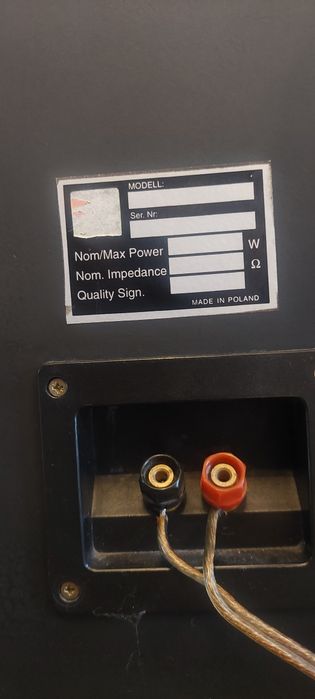 MODELL:
Ser. Nr:
Nom/Max Power W
Nom. Impedance Ω
Quality Sign.
MADE IN POLAND